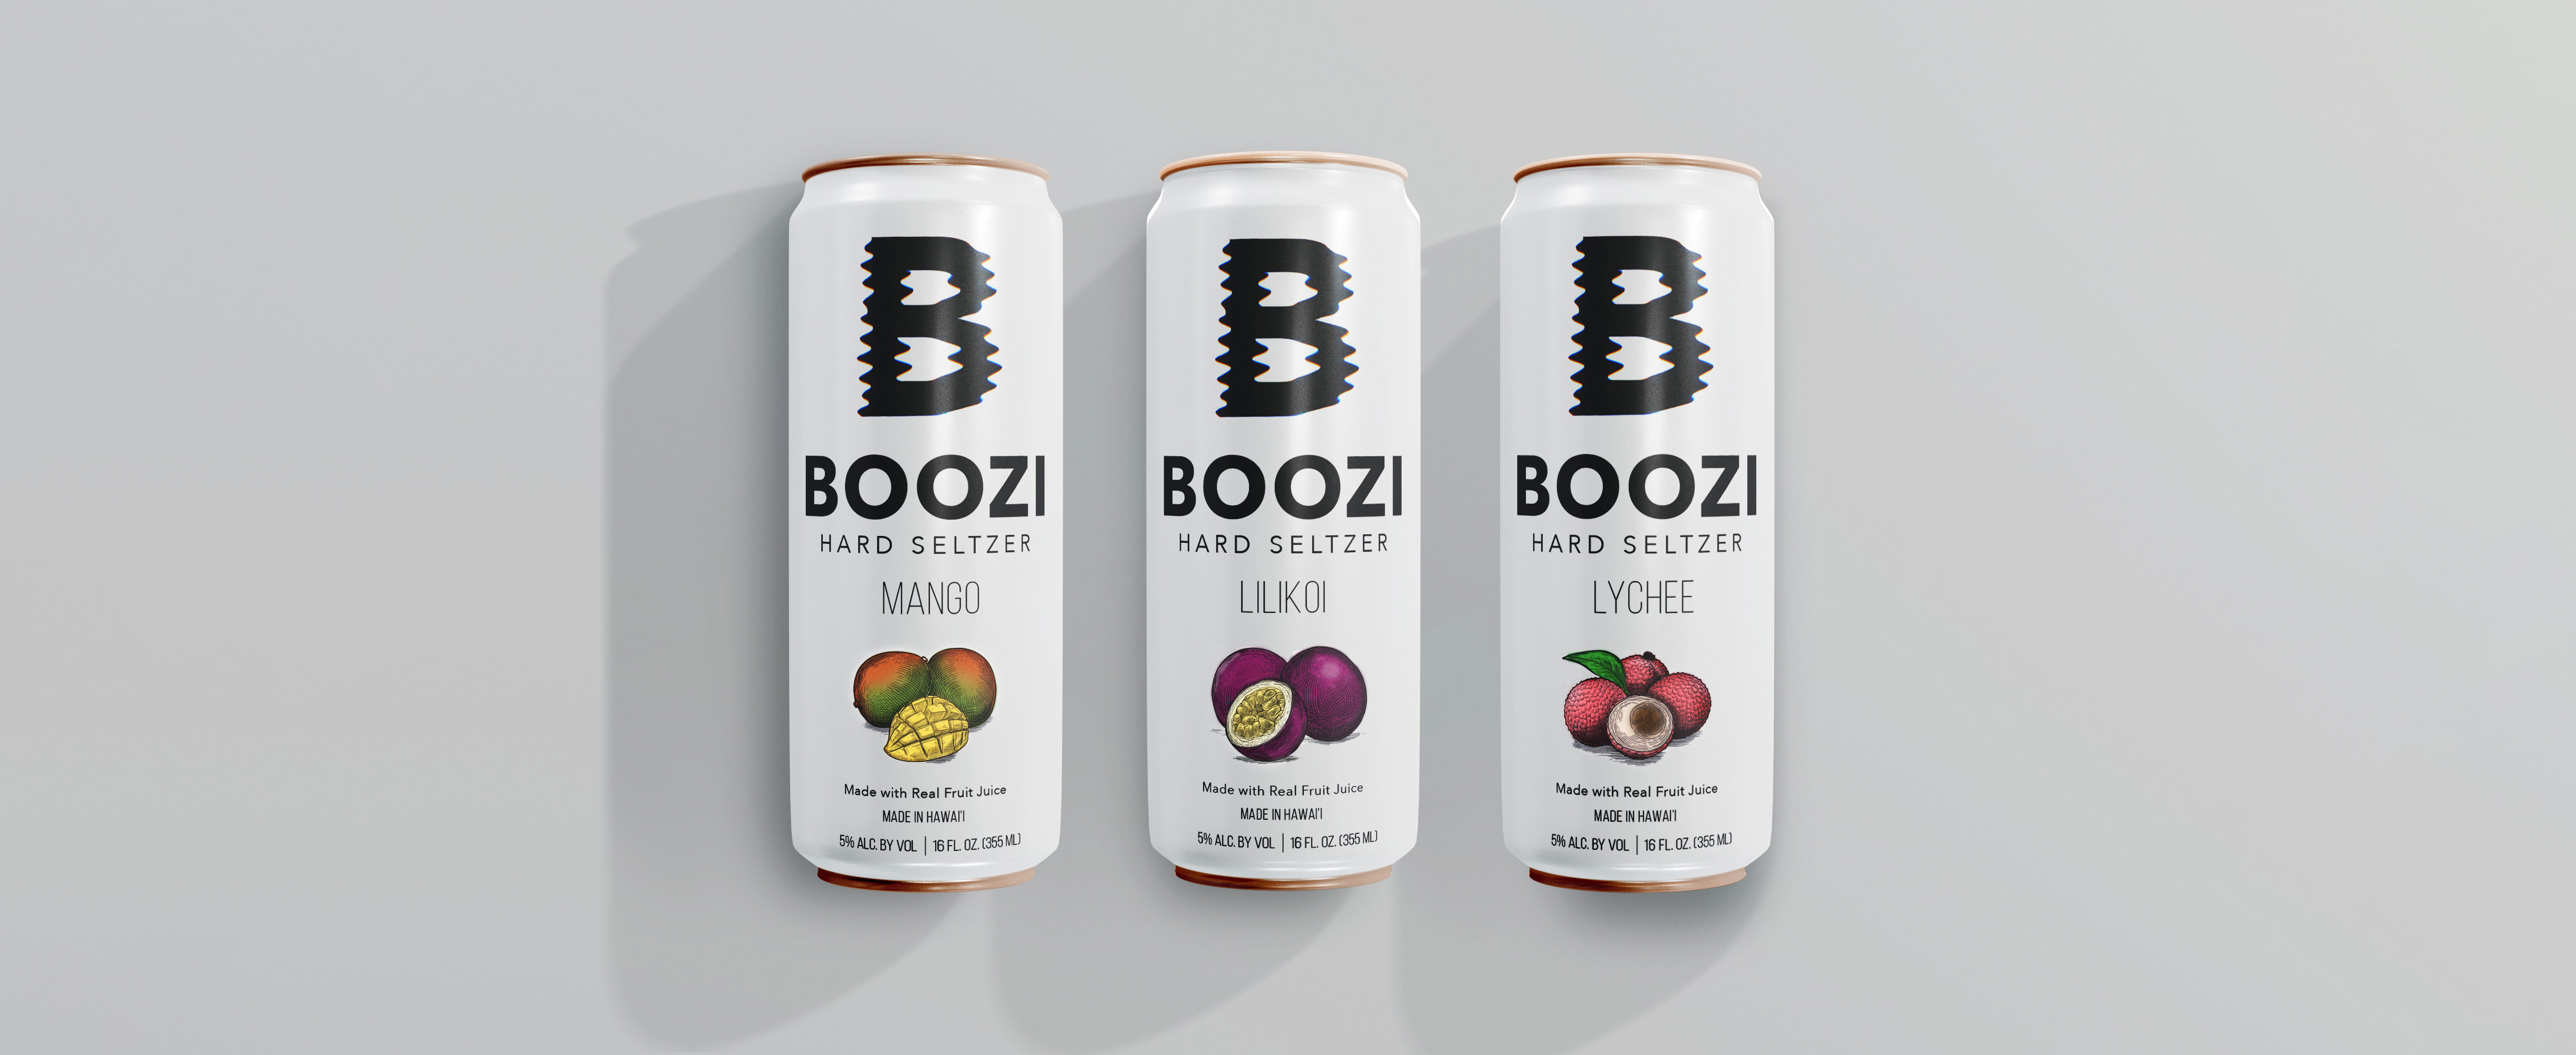 B
BOOZI
HARD SELTZER
MANGO
Made with Real Fruit Juice
MADE IN HAWAI'I
5% ALC. BY VOL | 16 FL. OZ. (355 ML)
B
BOOZI
HARD SELTZER
LILIKOI
Made with Real Fruit Juice
MADE IN HAWAI'I
5% ALC. BY VOL | 16 FL. OZ. (355 ML)
B
BOOZI
HARD SELTZER
LYCHEE
Made with Real Fruit Juice
MADE IN HAWAI'I
5% ALC. BY VOL | 16 FL. OZ. (355 ML)